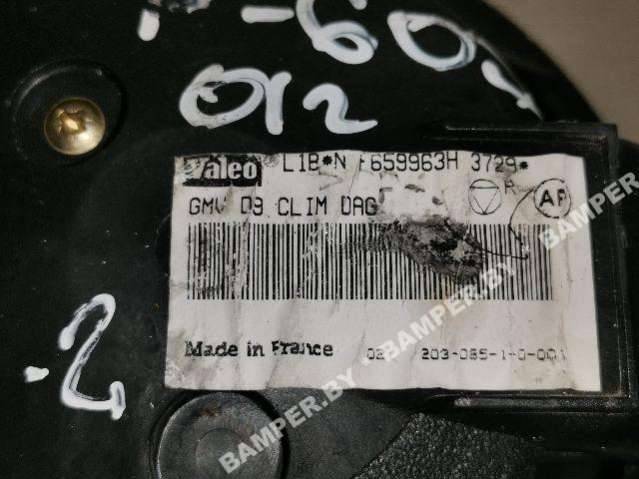 -60.
012
Valeo L1B*N F659963H 3729*
GMV D9 CLIM DAG
R
AF
Made in France 203-085-1-0-001
BAMPER.BY - BAMPER.BY - BAMPER.BY
-2